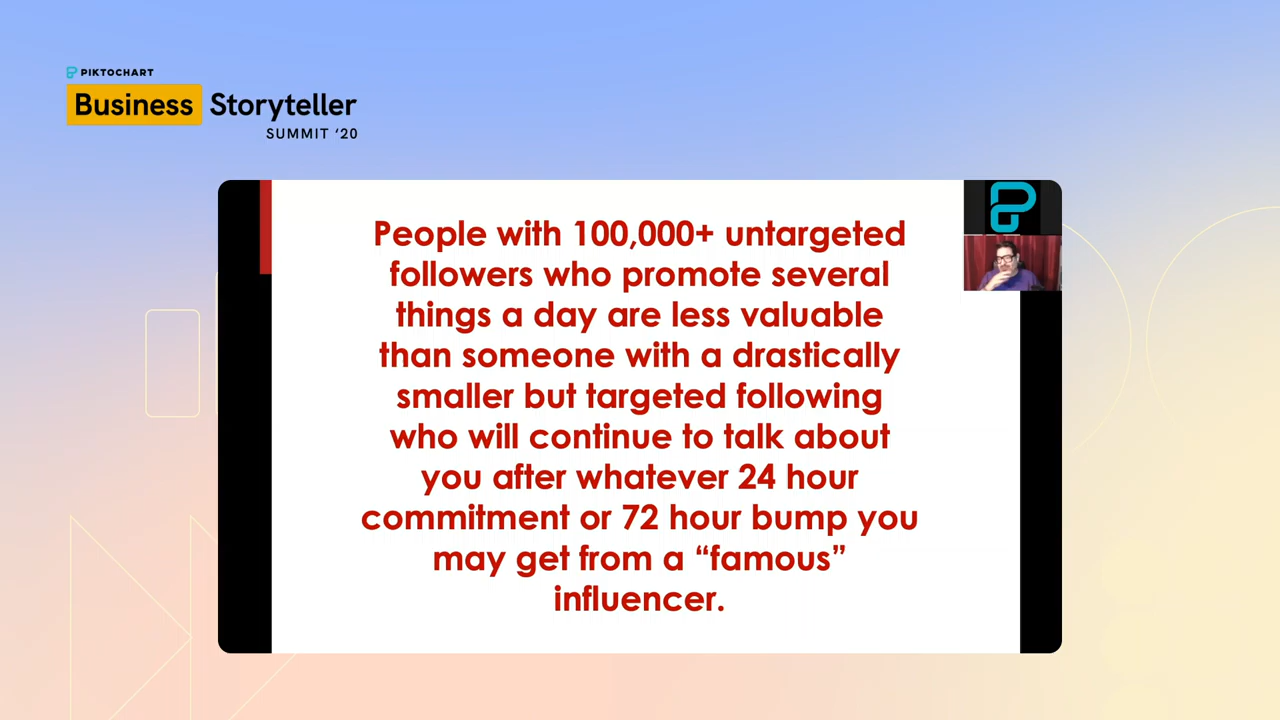 PIKTOCHART
Business Storyteller
SUMMIT ‘20
People with 100,000+ untargeted
followers who promote several
things a day are less valuable
than someone with a drastically
smaller but targeted following
who will continue to talk about
you after whatever 24 hour
commitment or 72 hour bump you
may get from a “famous”
influencer.